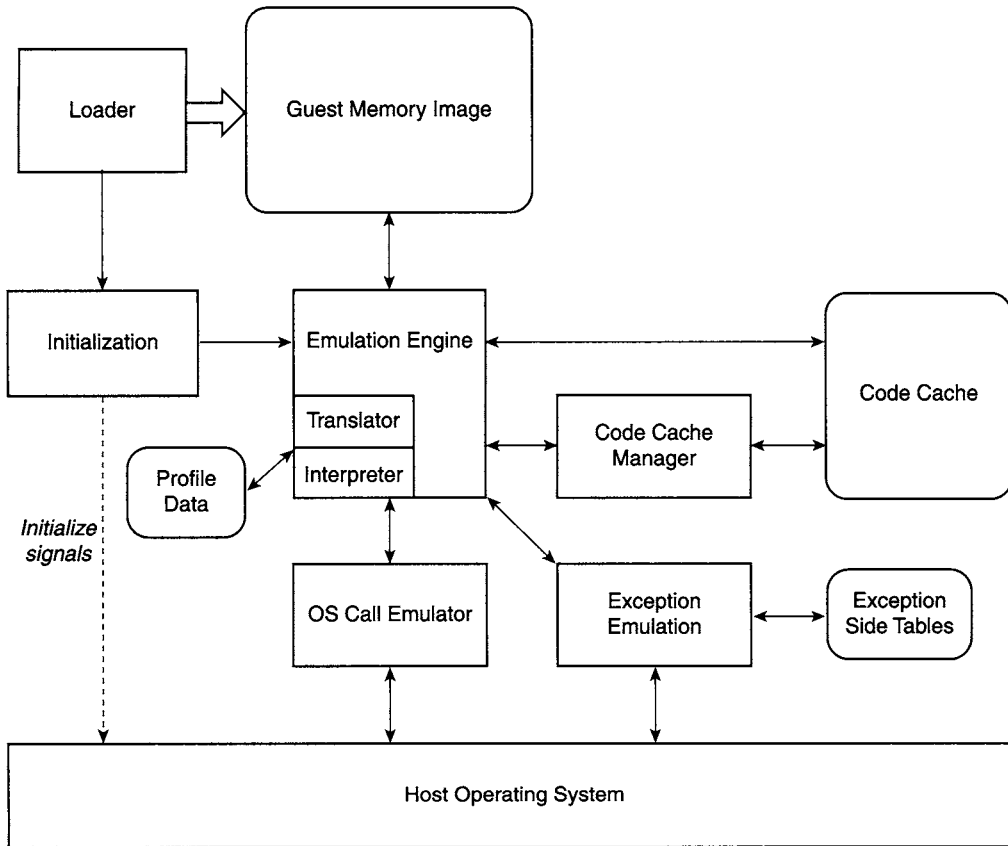 Loader
Guest Memory Image
Initialization
Emulation Engine
Translator
Interpreter
Code Cache
Manager
Code Cache
Profile
Data
Initialize
signals
OS Call Emulator
Exception
Emulation
Exception
Side Tables
Host Operating System